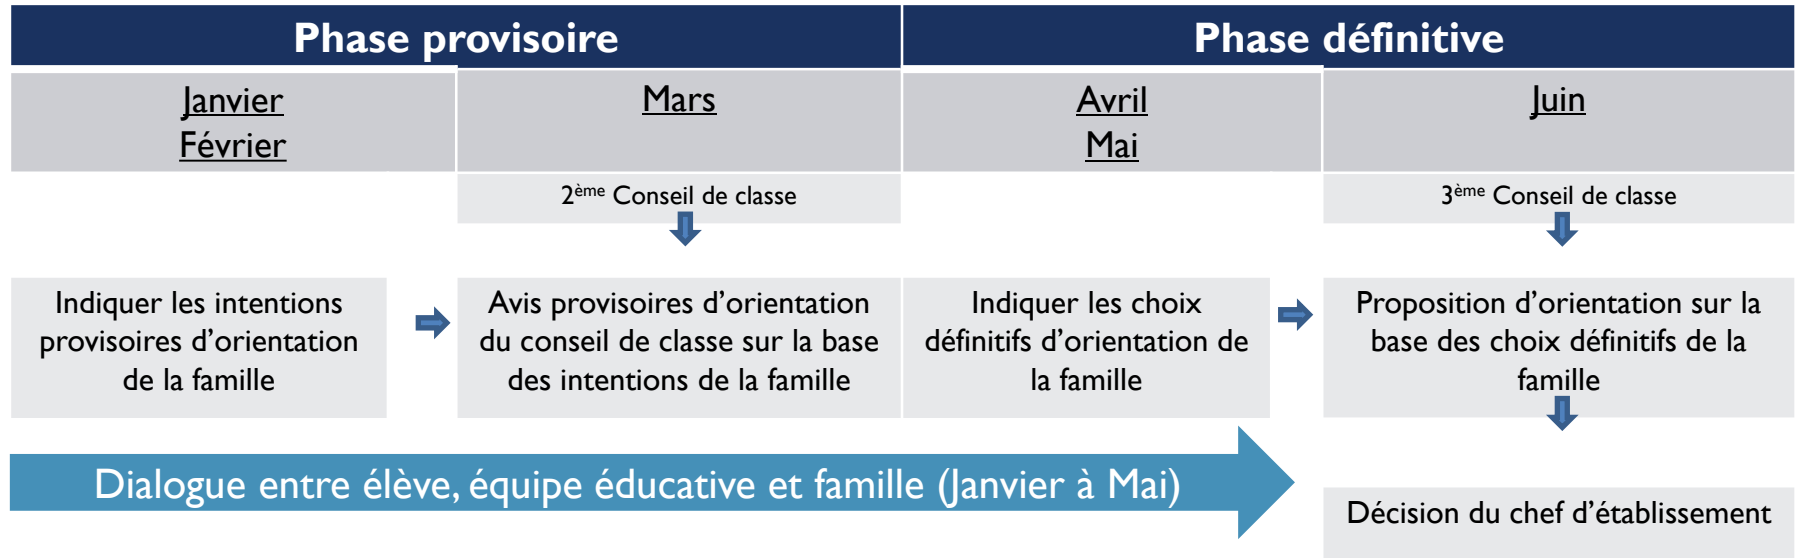 Phase provisoire
Phase définitive
Janvier
Février
Mars
Avril
Mai
Juin
2ème Conseil de classe
3ème Conseil de classe
Indiquer les intentions
provisoires d’orientation
de la famille
Avis provisoires d’orientation
du conseil de classe sur la base
des intentions de la famille
Indiquer les choix
définitifs d’orientation de
la famille
Proposition d’orientation sur la
base des choix définitifs de la
famille
Dialogue entre élève, équipe éducative et famille (Janvier à Mai)
Décision du chef d’établissement